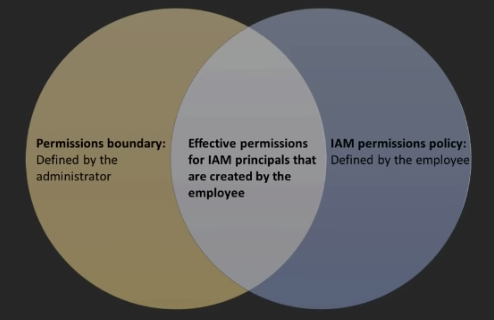 Permissions boundary:
Defined by the
administrator
Effective permissions
for IAM principals that
are created by the
employee
IAM permissions policy:
Defined by the employee